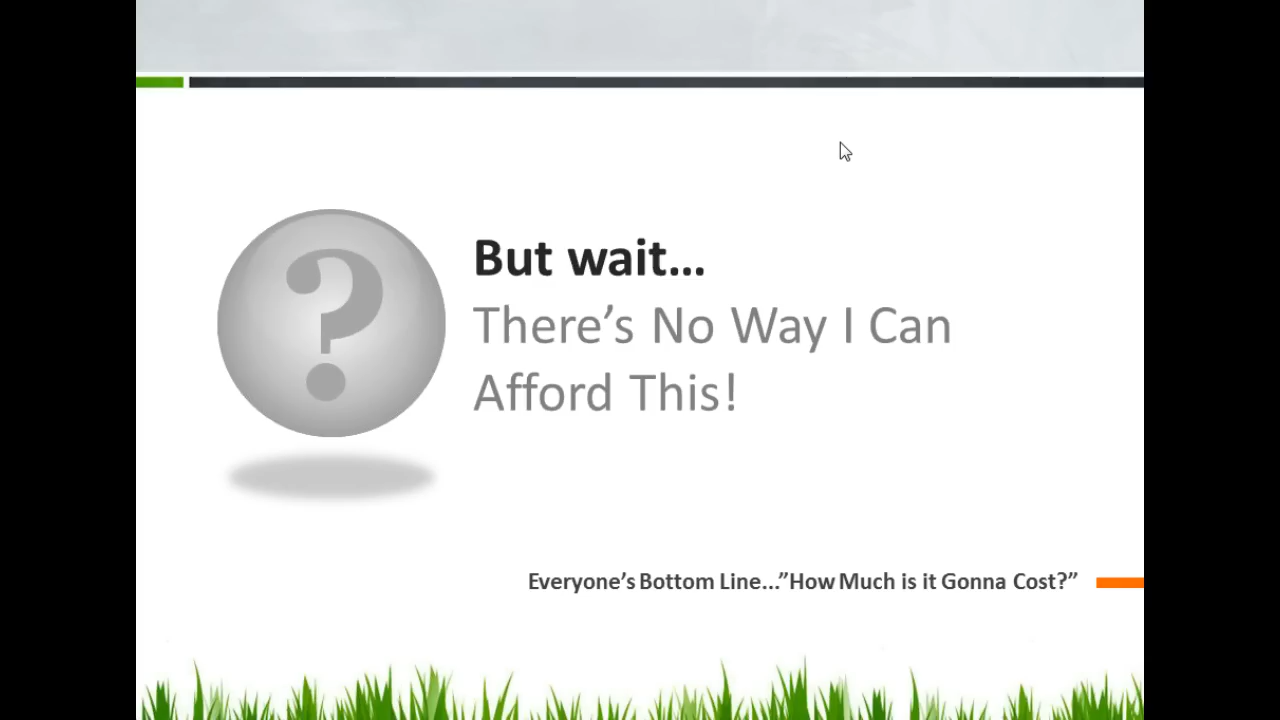 ?
But wait...
There’s No Way I Can
Afford This!
Everyone’s Bottom Line...”How Much is it Gonna Cost?”